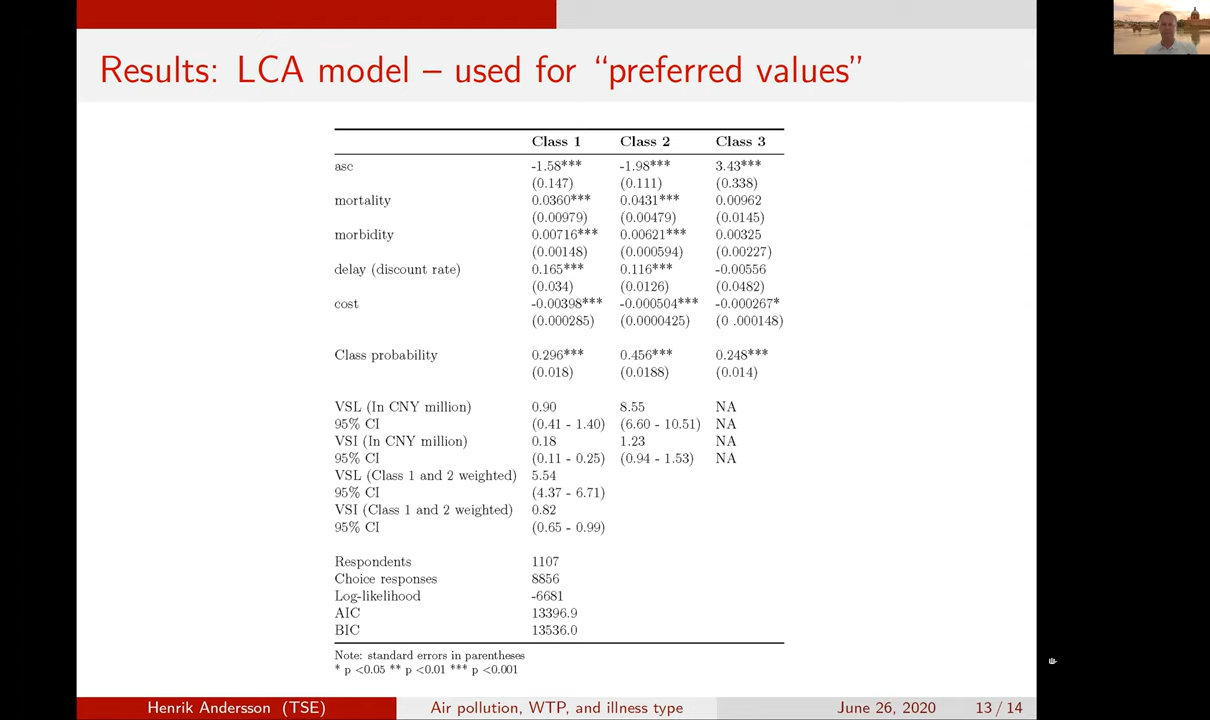 Results: LCA model – used for “preferred values”
Class 1 Class 2 Class 3
asc -1.58*** -1.98*** 3.43***
(0.147) (0.111) (0.338)
mortality 0.0360*** 0.0431*** 0.00962
(0.00979) (0.00479) (0.0145)
morbidity 0.00716*** 0.00621*** 0.00325
(0.00148) (0.000594) (0.00227)
delay (discount rate) 0.165*** 0.116*** -0.00556
(0.034) (0.0126) (0.0482)
cost -0.00398*** -0.000504*** -0.000267*
(0.000285) (0.0000425) (0 .000148)
Class probability 0.296*** 0.456*** 0.248***
(0.018) (0.0188) (0.014)
VSL (In CNY million) 0.90 8.55 NA
95% CI (0.41 - 1.40) (6.60 - 10.51) NA
VSI (In CNY million) 0.18 1.23 NA
95% CI (0.11 - 0.25) (0.94 - 1.53) NA
VSL (Class 1 and 2 weighted) 5.54
95% CI (4.37 - 6.71)
VSI (Class 1 and 2 weighted) 0.82
95% CI (0.65 - 0.99)
Respondents 1107
Choice responses 8856
Log-likelihood -6681
AIC 13396.9
BIC 13536.0
Note: standard errors in parentheses
* p <0.05 ** p <0.01 *** p <0.001
Henrik Andersson (TSE) Air pollution, WTP, and illness type June 26, 2020 13 / 14